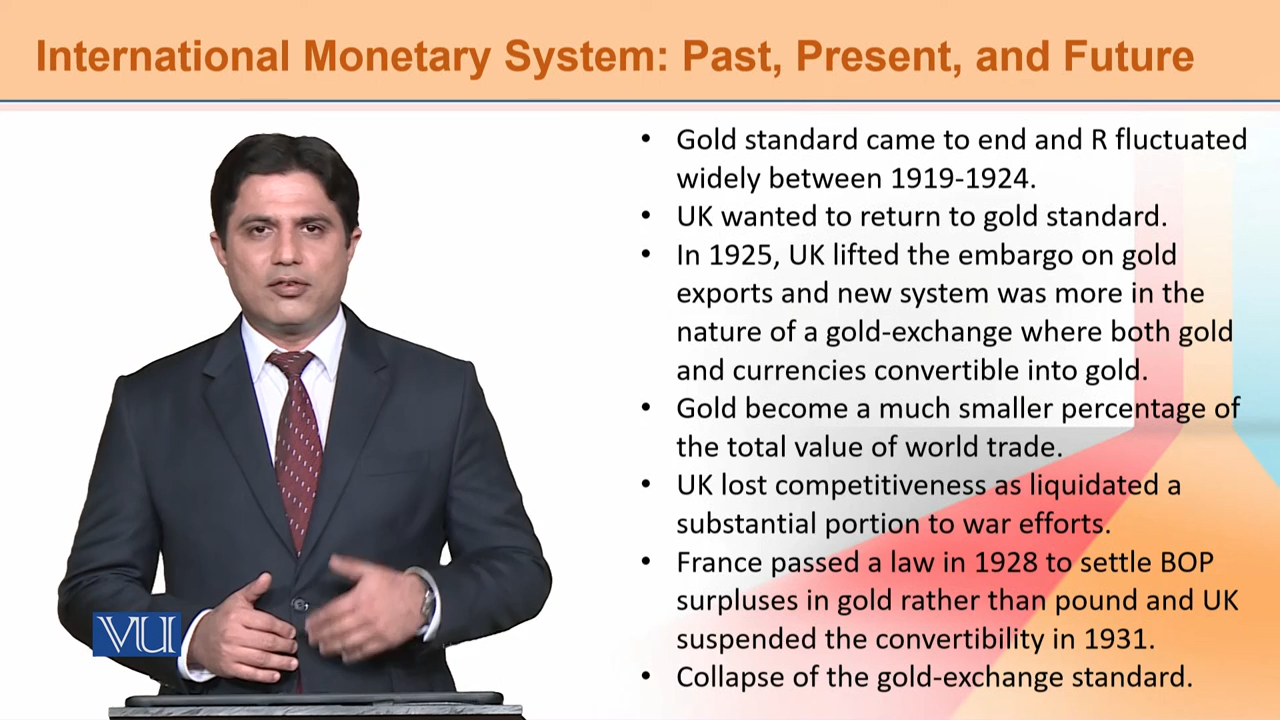 International Monetary System: Past, Present, and Future
• Gold standard came to end and R fluctuated
widely between 1919-1924.
• UK wanted to return to gold standard.
• In 1925, UK lifted the embargo on gold
exports and new system was more in the
nature of a gold-exchange where both gold
and currencies convertible into gold.
• Gold become a much smaller percentage of
the total value of world trade.
• UK lost competitiveness as liquidated a
substantial portion to war efforts.
• France passed a law in 1928 to settle BOP
surpluses in gold rather than pound and UK
suspended the convertibility in 1931.
• Collapse of the gold-exchange standard.
VU